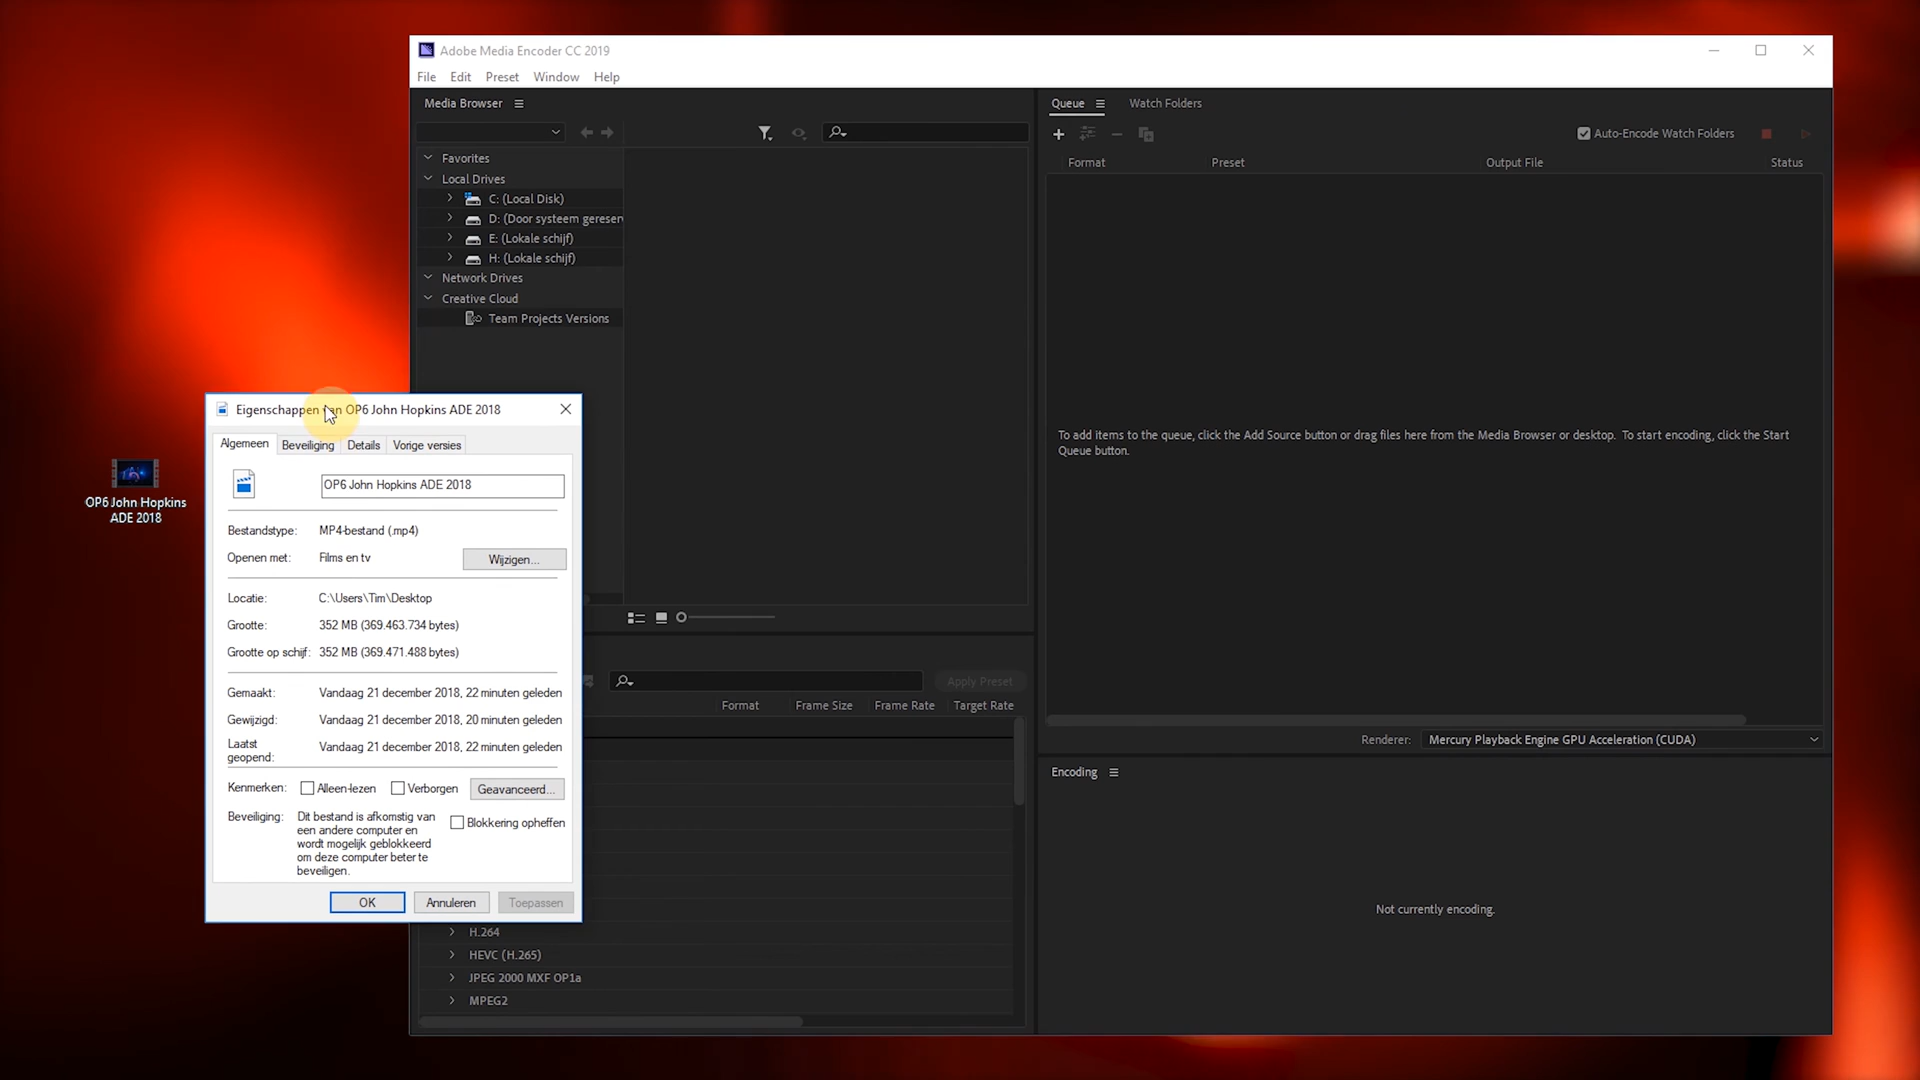 Adobe Media Encoder CC 2019
File Edit Preset Window Help
Media Browser
Favorites
Local Drives
C: (Local Disk)
D: (Door systeem gereserv
E: (Lokale schijf)
H: (Lokale schijf)
Network Drives
Creative Cloud
Team Projects Versions
Queue Watch Folders
Auto-Encode Watch Folders
Format Preset Output File Status
To add items to the queue, click the Add Source button or drag files here from the Media Browser or desktop. To start encoding, click the Start
Queue button.
Renderer: Mercury Playback Engine GPU Acceleration (CUDA)
Encoding
Not currently encoding.
Apply Preset
Format Frame Size Frame Rate Target Rate
H.264
HEVC (H.265)
JPEG 2000 MXF OP1a
MPEG2
OP6 John Hopkins
ADE 2018
Eigenschappen van OP6 John Hopkins ADE 2018
Algemeen Beveiliging Details Vorige versies
OP6 John Hopkins ADE 2018
Bestandstype: MP4-bestand (.mp4)
Openen met: Films en tv Wijzigen...
Locatie: C:\Users\Tim\Desktop
Grootte: 352 MB (369.463.734 bytes)
Grootte op schijf: 352 MB (369.471.488 bytes)
Gemaakt: Vandaag 21 december 2018, 22 minuten geleden
Gewijzigd: Vandaag 21 december 2018, 20 minuten geleden
Laatst
geopend: Vandaag 21 december 2018, 22 minuten geleden
Kenmerken: Alleen-lezen Verborgen Geavanceerd...
Beveiliging: Dit bestand is afkomstig van
een andere computer en
wordt mogelijk geblokkeerd
om deze computer beter te
beveiligen.
Blokkering opheffen
OK Annuleren Toepassen